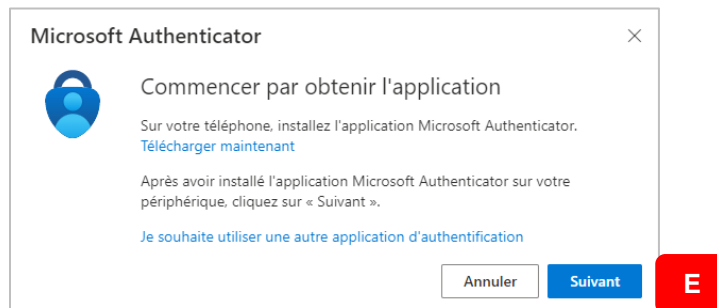 Microsoft Authenticator
Commencer par obtenir l'application
Sur votre téléphone, installez l'application Microsoft Authenticator.
Télécharger maintenant
Après avoir installé l'application Microsoft Authenticator sur votre
périphérique, cliquez sur « Suivant ».
Je souhaite utiliser une autre application d'authentification
Annuler Suivant E